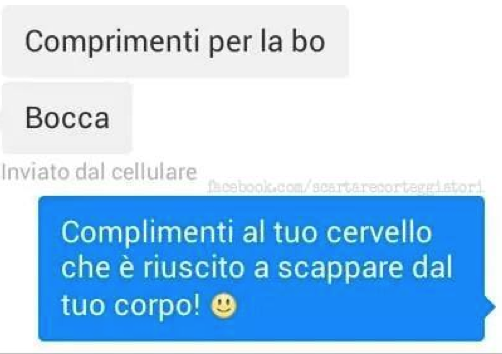 Comprimenti per la bo
Bocca
Inviato dal cellulare
facebook.com/scartarecorteggiatori
Complimenti al tuo cervello
che è riuscito a scappare dal
tuo corpo! 😃